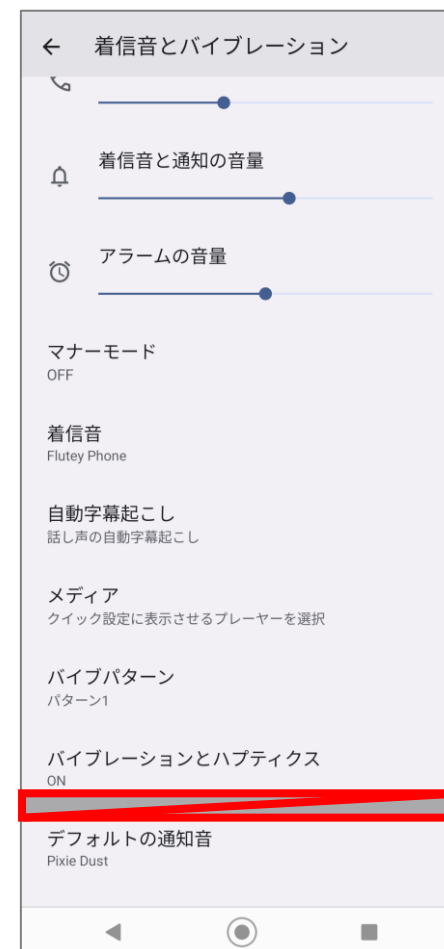 着信音とバイブレーション
着信音と通知の音量
アラームの音量
マナーモード
OFF
着信音
Flutey Phone
自動字幕起こし
話し声の自動字幕起こし
メディア
クイック設定に表示させるプレーヤーを選択
バイブパターン
パターン1
バイブレーションとハプティクス
ON
デフォルトの通知音
Pixie Dust